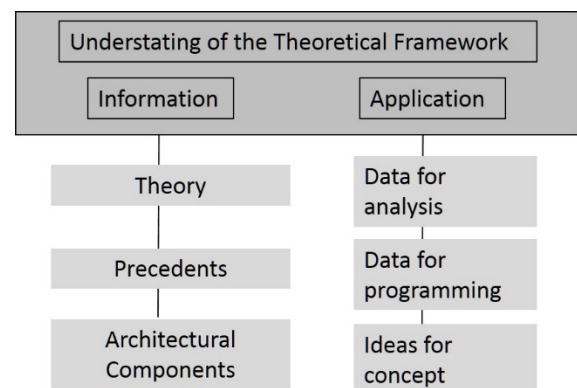 Understating of the Theoretical Framework
Information
Application
Theory
Precedents
Architectural
Components
Data for
analysis
Data for
programming
Ideas for
concept